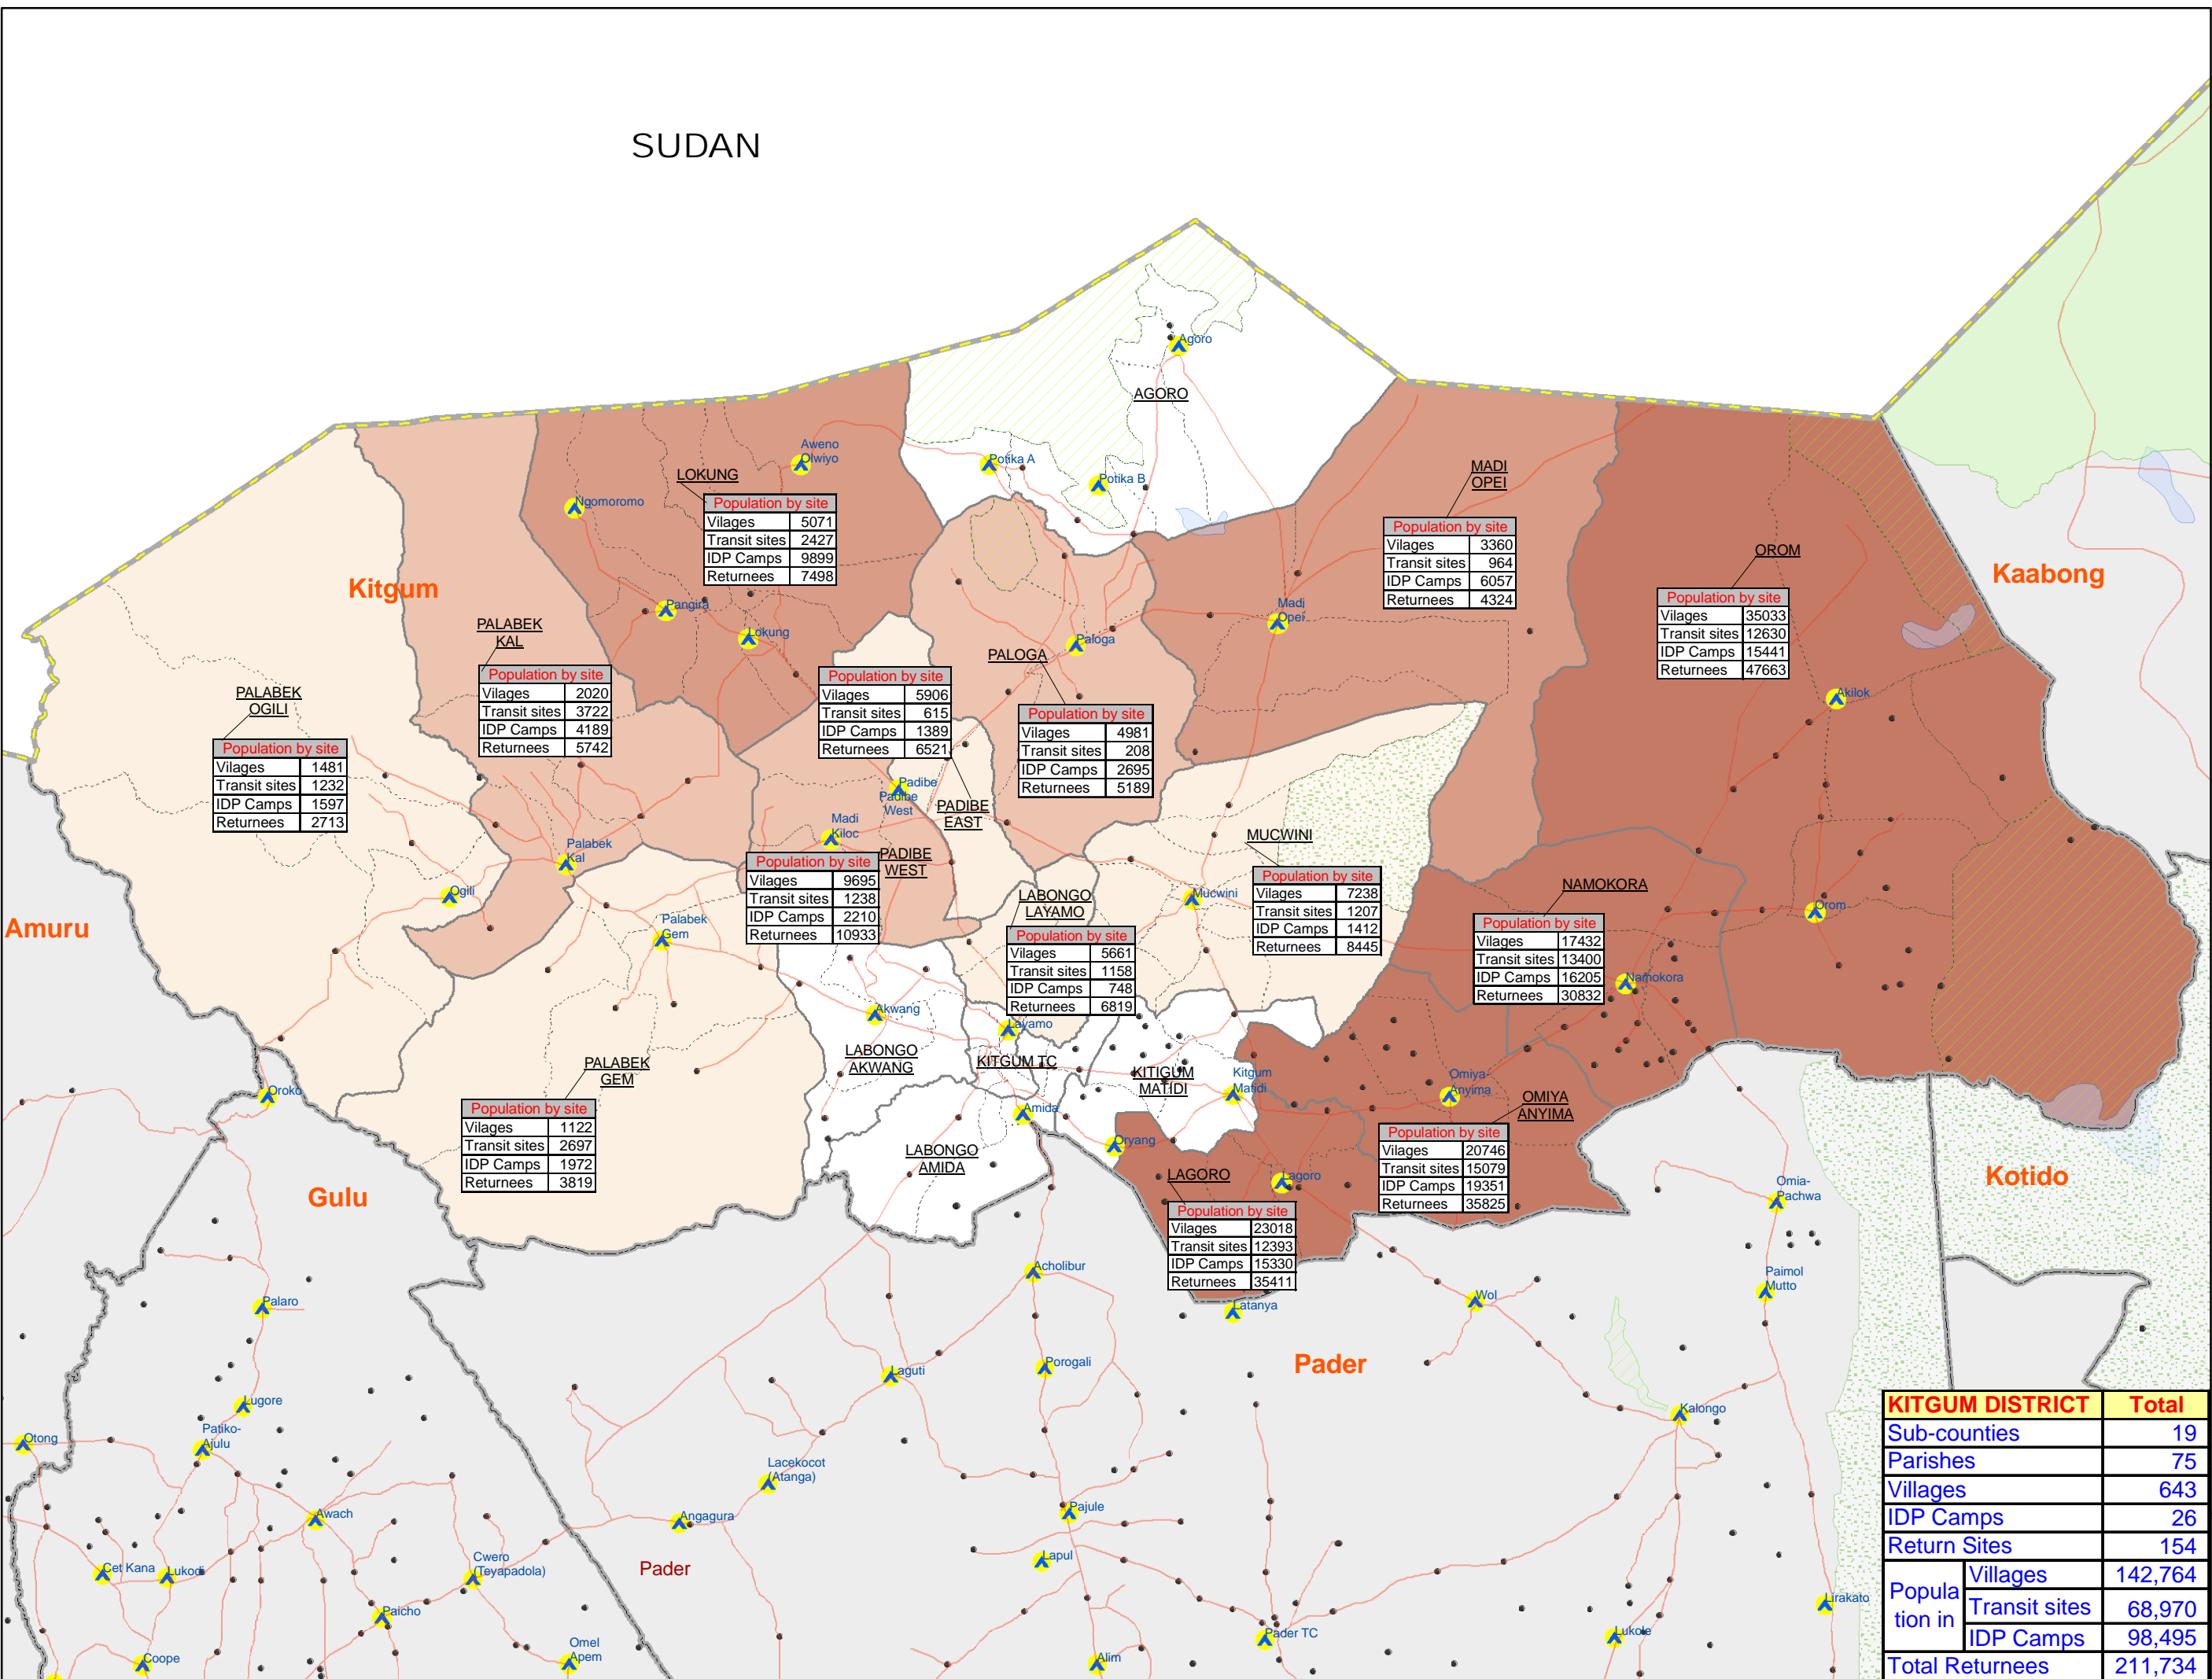 SUDAN
Agoro
AGORO
Potika A
Potika B
Aweno
Olwiyo
Ngomoromo
LOKUNG
Population by site
Vilages 5071
Transit sites 2427
IDP Camps 9899
Returnees 7498
Pangira
Lokung
MADI
OPEI
Population by site
Vilages 3360
Transit sites 964
IDP Camps 6057
Returnees 4324
Madi
Opei
OROM
Population by site
Vilages 35033
Transit sites 12630
IDP Camps 15441
Returnees 47663
Kaabong
Kitgum
PALABEK
KAL
Population by site
Vilages 2020
Transit sites 3722
IDP Camps 4189
Returnees 5742
PALABEK
OGILI
Population by site
Vilages 1481
Transit sites 1232
IDP Camps 1597
Returnees 2713
Population by site
Vilages 5906
Transit sites 615
IDP Camps 1389
Returnees 6521
PADIBE
EAST
PALOGA
Paloga
Population by site
Vilages 4981
Transit sites 208
IDP Camps 2695
Returnees 5189
Akilok
Padibe
Padibe
West
Madi
Kiloc
PADIBE
WEST
Population by site
Vilages 9695
Transit sites 1238
IDP Camps 2210
Returnees 10933
Palabek
Kal
Ogili
Palabek
Gem
Amuru
MUCWINI
Mucwini
Population by site
Vilages 7238
Transit sites 1207
IDP Camps 1412
Returnees 8445
LABONGO
LAYAMO
Population by site
Vilages 5661
Transit sites 1158
IDP Camps 748
Returnees 6819
Layamo
NAMOKORA
Population by site
Vilages 17432
Transit sites 13400
IDP Camps 16205
Returnees 30832
Namokora
Orom
Akwang
LABONGO
AKWANG
KITGUM TC
KITIGUM
MATIDI
Kitgum
Matidi
Omiya-
Anyima
OMIYA
ANYIMA
Population by site
Vilages 20746
Transit sites 15079
IDP Camps 19351
Returnees 35825
PALABEK
GEM
Population by site
Vilages 1122
Transit sites 2697
IDP Camps 1972
Returnees 3819
Oroko
Amida
LABONGO
AMIDA
Oryang
LAGORO
Lagoro
Population by site
Vilages 23018
Transit sites 12393
IDP Camps 15330
Returnees 35411
Gulu
Kotido
Omia-
Pachwa
Paimol
Mutto
Acholibur
Latanya
Wol
Palaro
Pader
Laguti
Porogali
Lugore
Patiko-
Ajulu
Otong
Kalongo
Lacekocot
(Atanga)
Angagura
Pajule
Awach
Cwero
(Teyapadola)
Cet Kana
Lukodi
Pader
Lapul
Paicho
Lirakato
Pader TC
Lukole
Omel
Apem
Coope
Alim
KITGUM DISTRICT Total
Sub-counties 19
Parishes 75
Villages 643
IDP Camps 26
Return Sites 154
Popula
tion in
Villages 142,764
Transit sites 68,970
IDP Camps 98,495
Total Returnees 211,734